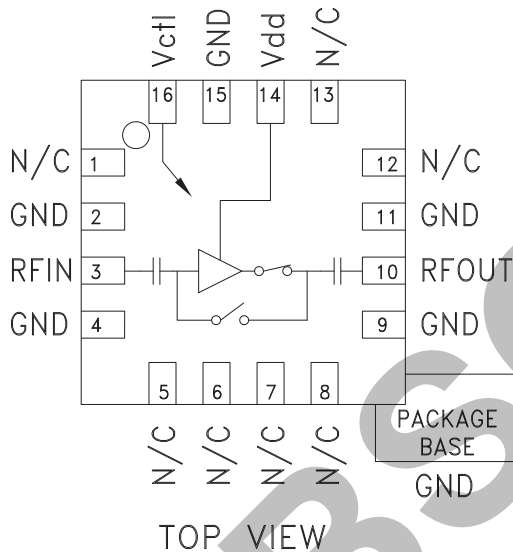 Vctl GND Vdd N/C
16 15 14 13
N/C 1 12 N/C
GND 2 11 GND
RFIN 3 10 RFOUT
GND 4 9 GND
5 6 7 8
N/C N/C N/C N/C
PACKAGE
BASE
GND
TOP VIEW